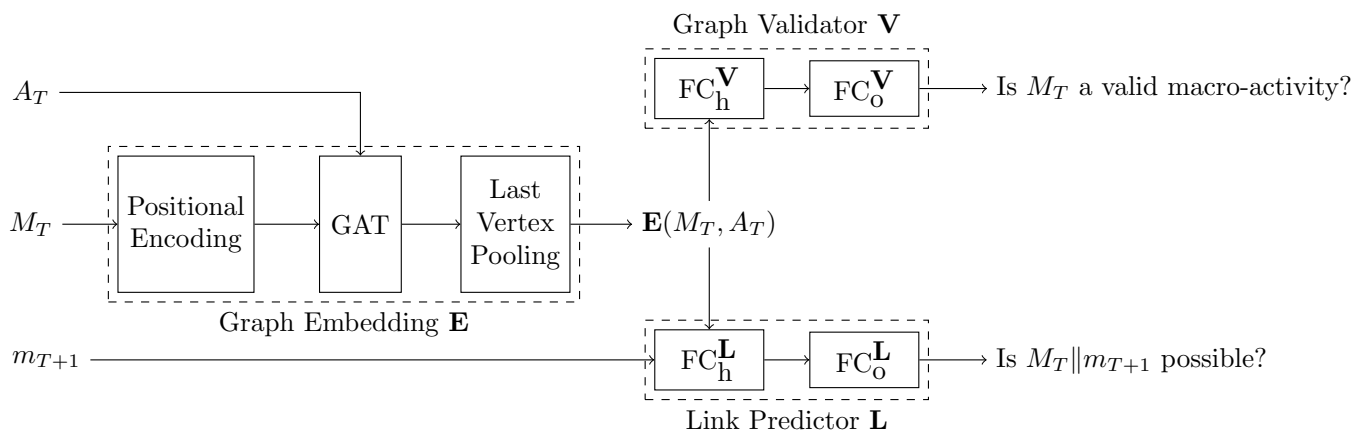 Graph Validator V
A_T
FC_h^V
FC_o^V
Is M_T a valid macro-activity?
M_T
Positional
Encoding
GAT
Last
Vertex
Pooling
E(M_T, A_T)
Graph Embedding E
m_{T+1}
FC_h^L
FC_o^L
Is M_T‖m_{T+1} possible?
Link Predictor L